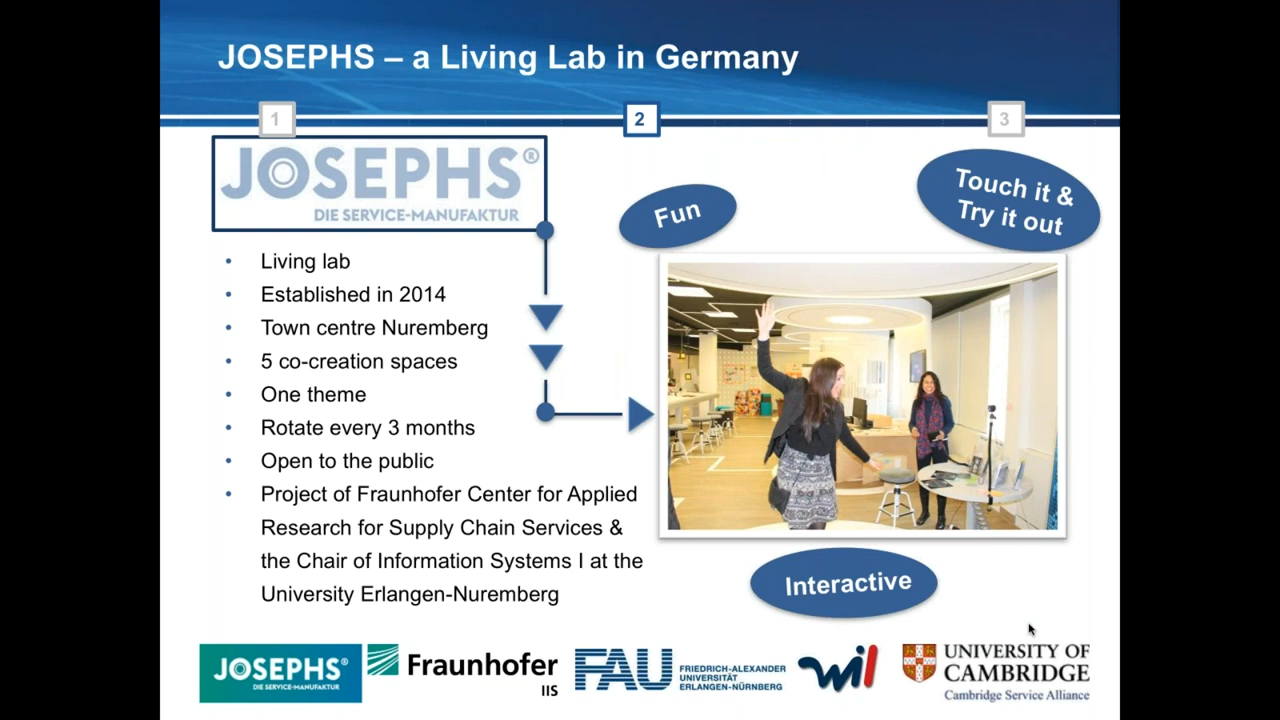 JOSEPHS – a Living Lab in Germany
1
2
3
JOSEPHS®
DIE SERVICE-MANUFAKTUR
Fun
Touch it &
Try it out
• Living lab
• Established in 2014
• Town centre Nuremberg
• 5 co-creation spaces
• One theme
• Rotate every 3 months
• Open to the public
• Project of Fraunhofer Center for Applied
Research for Supply Chain Services &
the Chair of Information Systems I at the
University Erlangen-Nuremberg
Interactive
JOSEPHS®
DIE SERVICE-MANUFAKTUR
Fraunhofer
IIS
FAU
FRIEDRICH-ALEXANDER
UNIVERSITÄT
ERLANGEN-NÜRNBERG
wi1
UNIVERSITY OF
CAMBRIDGE
Cambridge Service Alliance